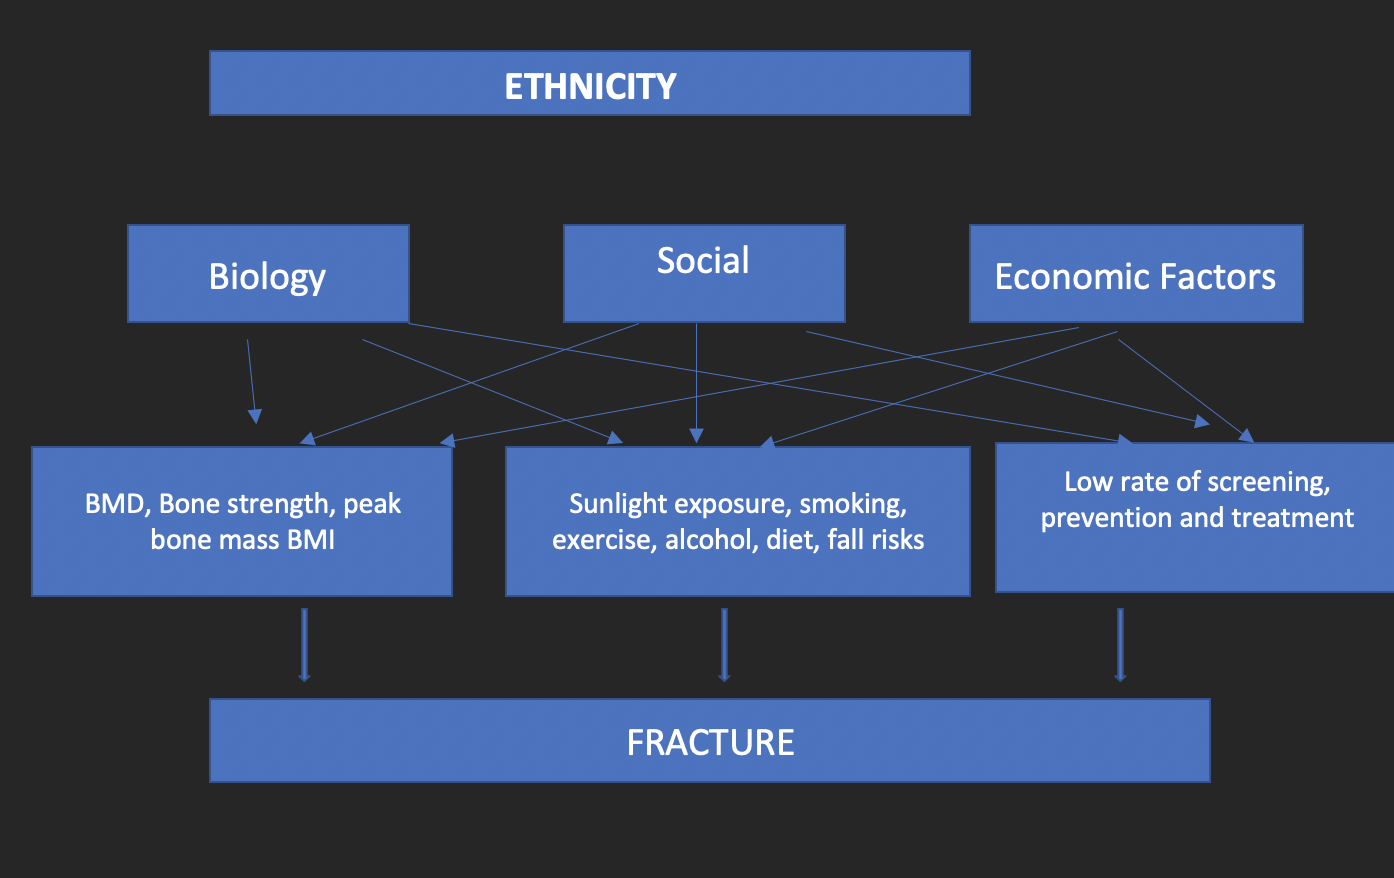 ETHNICITY
Biology
Social
Economic Factors
BMD, Bone strength, peak
bone mass BMI
Sunlight exposure, smoking,
exercise, alcohol, diet, fall risks
Low rate of screening,
prevention and treatment
FRACTURE